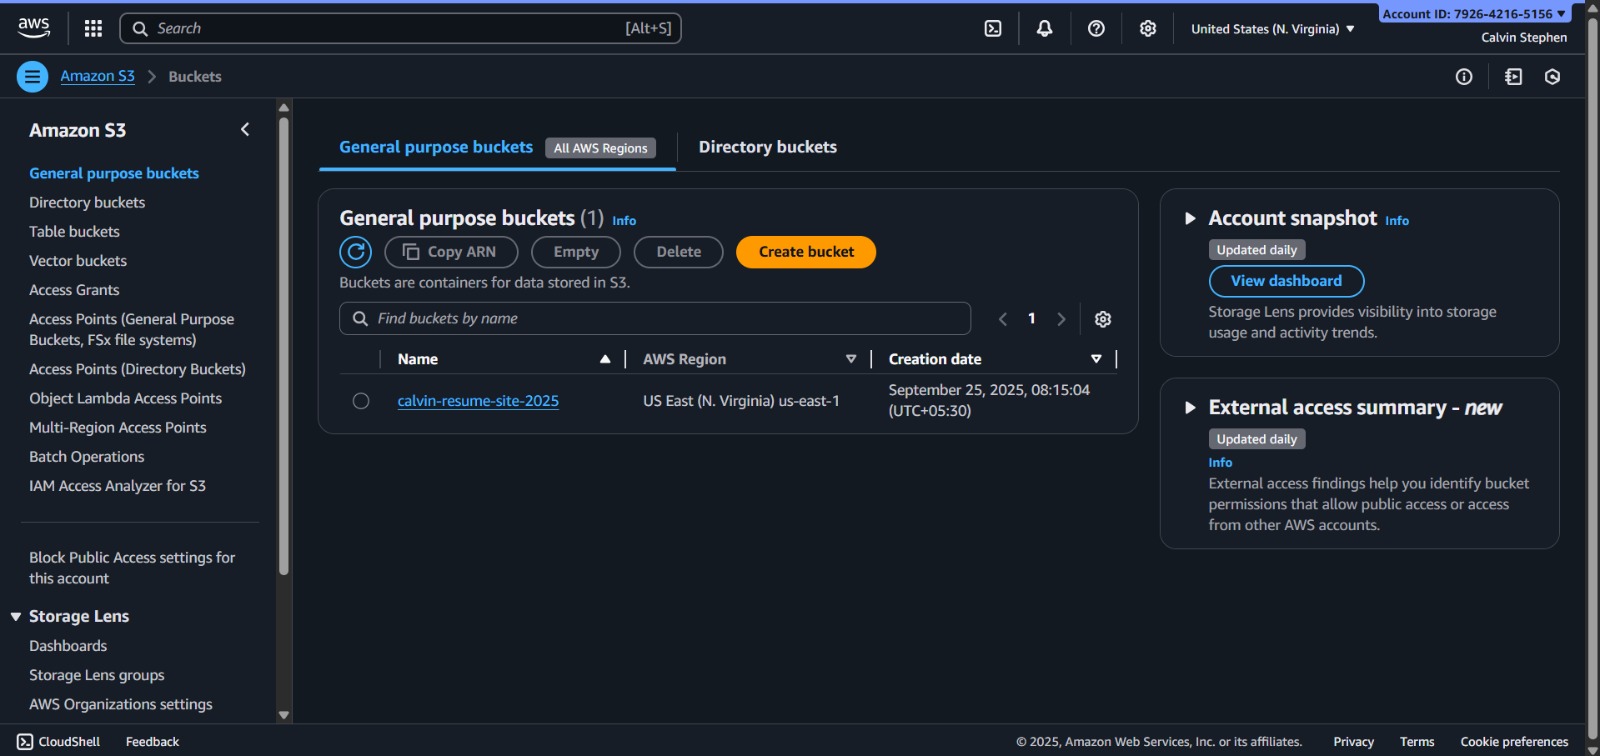 aws
Search
[Alt+S]
United States (N. Virginia)
Account ID: 7926-4216-5156
Calvin Stephen
Amazon S3
Buckets
Amazon S3
General purpose buckets
Directory buckets
Table buckets
Vector buckets
Access Grants
Access Points (General Purpose
Buckets, FSx file systems)
Access Points (Directory Buckets)
Object Lambda Access Points
Multi-Region Access Points
Batch Operations
IAM Access Analyzer for S3
Block Public Access settings for
this account
Storage Lens
Dashboards
Storage Lens groups
AWS Organizations settings
General purpose buckets
All AWS Regions
Directory buckets
General purpose buckets (1) Info
Copy ARN
Empty
Delete
Create bucket
Buckets are containers for data stored in S3.
Find buckets by name
1
Name
AWS Region
Creation date
calvin-resume-site-2025
US East (N. Virginia) us-east-1
September 25, 2025, 08:15:04
(UTC+05:30)
Account snapshot Info
Updated daily
View dashboard
Storage Lens provides visibility into storage
usage and activity trends.
External access summary - new
Updated daily
Info
External access findings help you identify bucket
permissions that allow public access or access
from other AWS accounts.
CloudShell
Feedback
© 2025, Amazon Web Services, Inc. or its affiliates.
Privacy
Terms
Cookie preferences